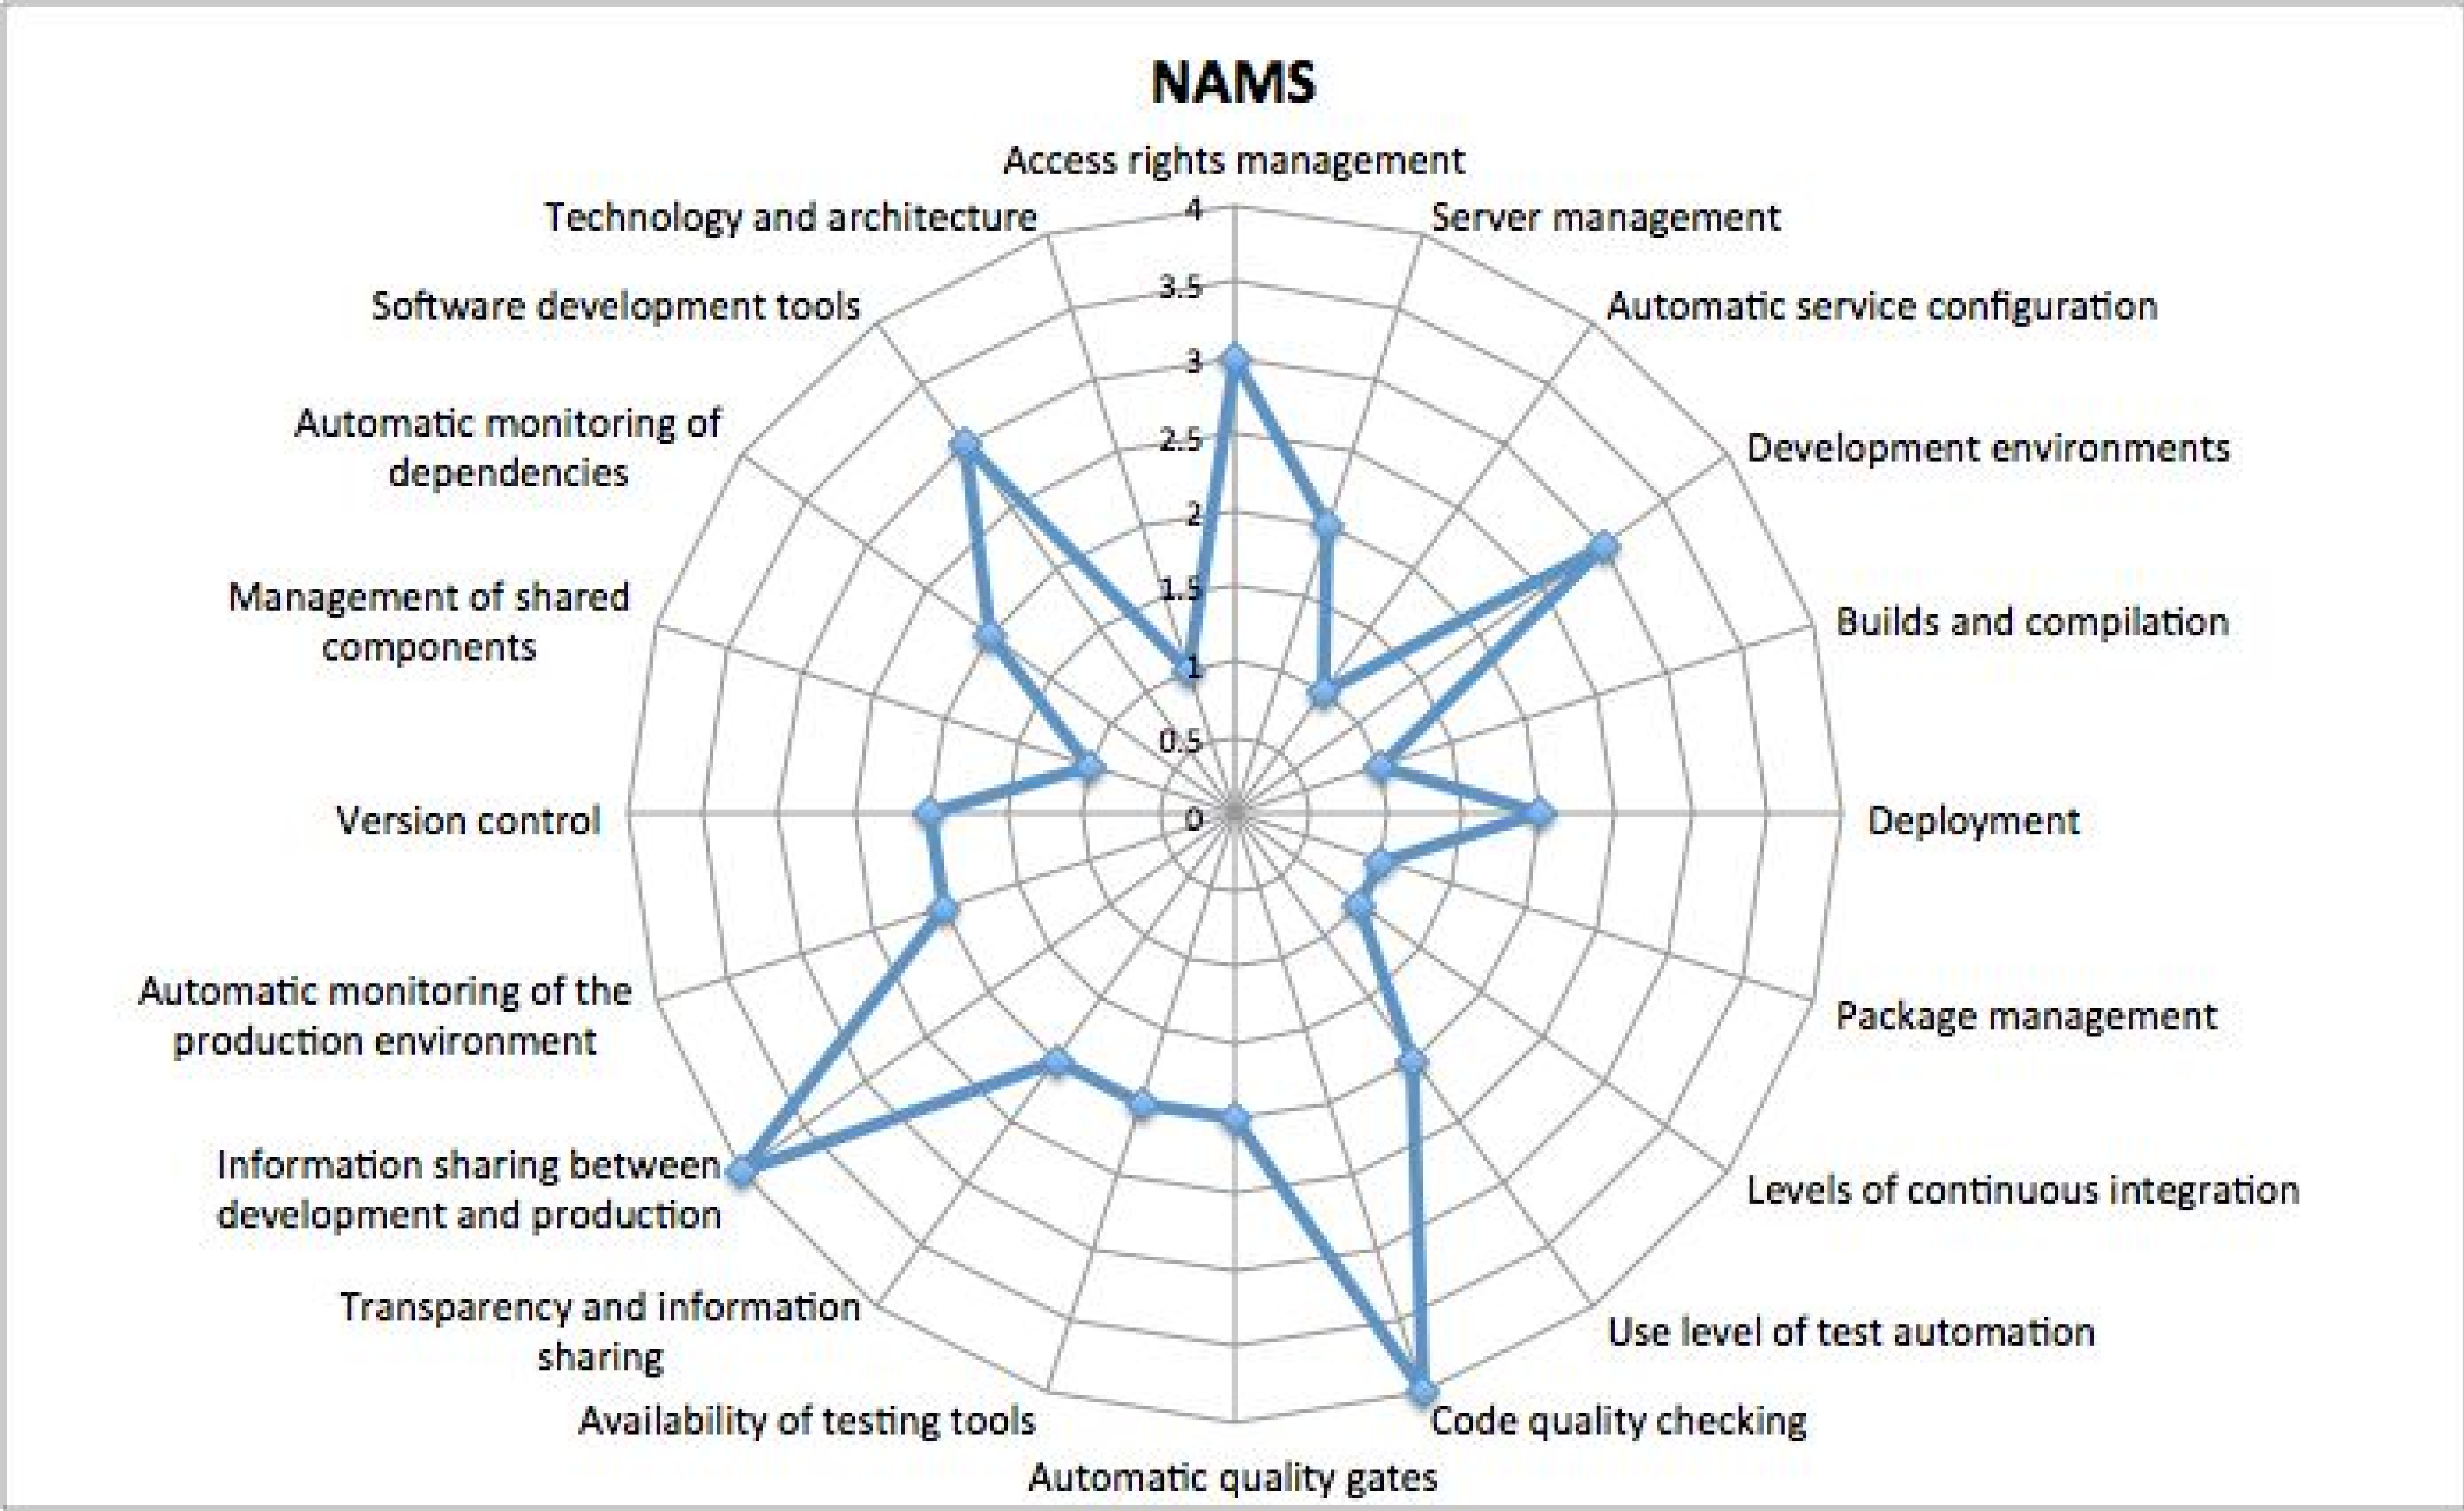 NAMS
Access rights management
Technology and architecture
Server management
Software development tools
Automatic service configuration
Automatic monitoring of
dependencies
Development environments
Management of shared
components
Builds and compilation
Version control
Deployment
Automatic monitoring of the
production environment
Package management
Information sharing between
development and production
Levels of continuous integration
Transparency and information
sharing
Use level of test automation
Availability of testing tools
Code quality checking
Automatic quality gates
4
3.5
3
2.5
2
1.5
1
0.5
0